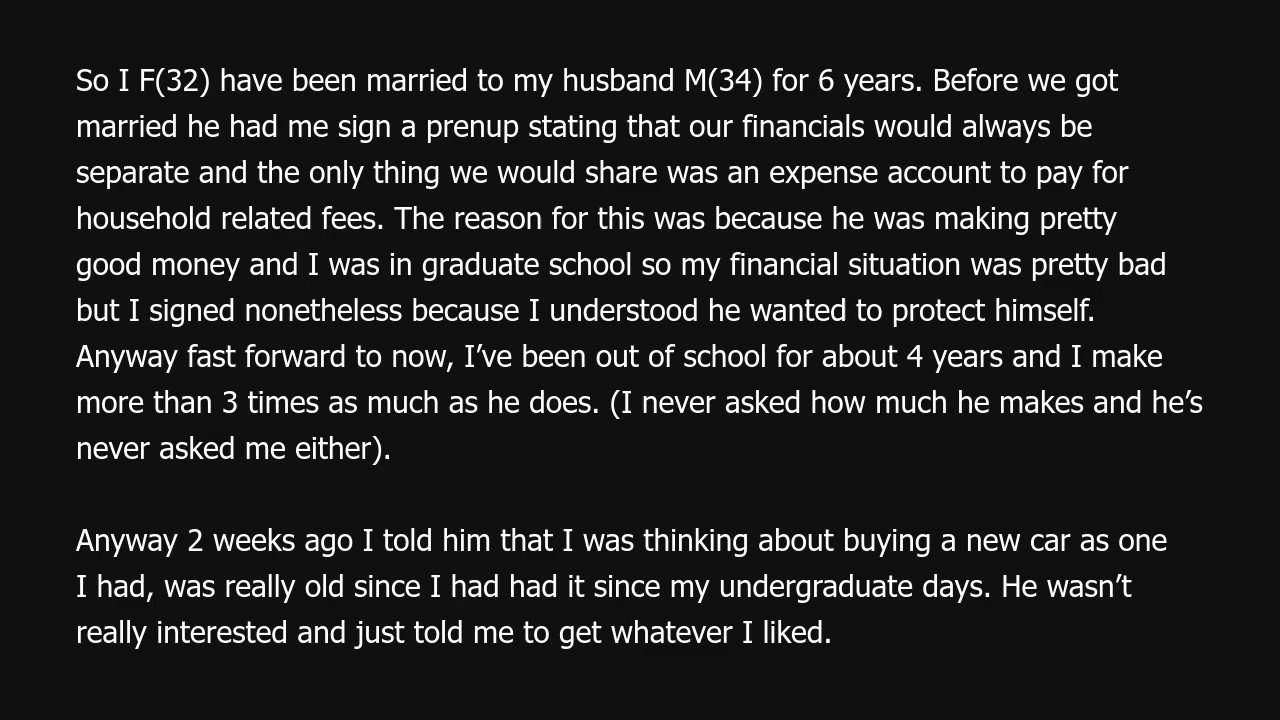 So I F(32) have been married to my husband M(34) for 6 years. Before we got
married he had me sign a prenup stating that our financials would always be
separate and the only thing we would share was an expense account to pay for
household related fees. The reason for this was because he was making pretty
good money and I was in graduate school so my financial situation was pretty bad
but I signed nonetheless because I understood he wanted to protect himself.
Anyway fast forward to now, I’ve been out of school for about 4 years and I make
more than 3 times as much as he does. (I never asked how much he makes and he’s
never asked me either).
Anyway 2 weeks ago I told him that I was thinking about buying a new car as one
I had, was really old since I had had it since my undergraduate days. He wasn’t
really interested and just told me to get whatever I liked.